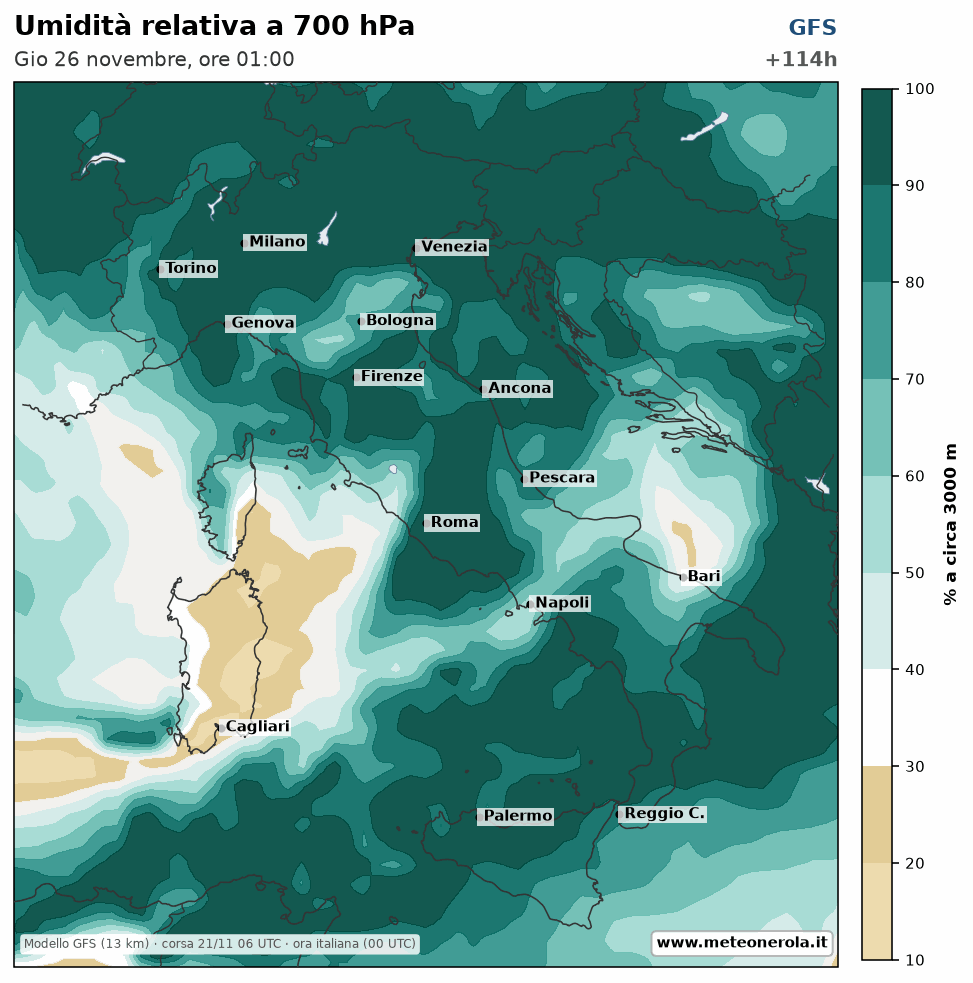 Umidità relativa a 700 hPa
GFS
Gio 26 novembre, ore 01:00
+114h
100
90
80
70
60
50
40
30
20
10
% a circa 3000 m
Milano
Venezia
Torino
Genova
Bologna
Firenze
Ancona
Pescara
Roma
Bari
Napoli
Cagliari
Palermo
Reggio C.
Modello GFS (13 km) · corsa 21/11 06 UTC · ora italiana (00 UTC)
www.meteonerola.it